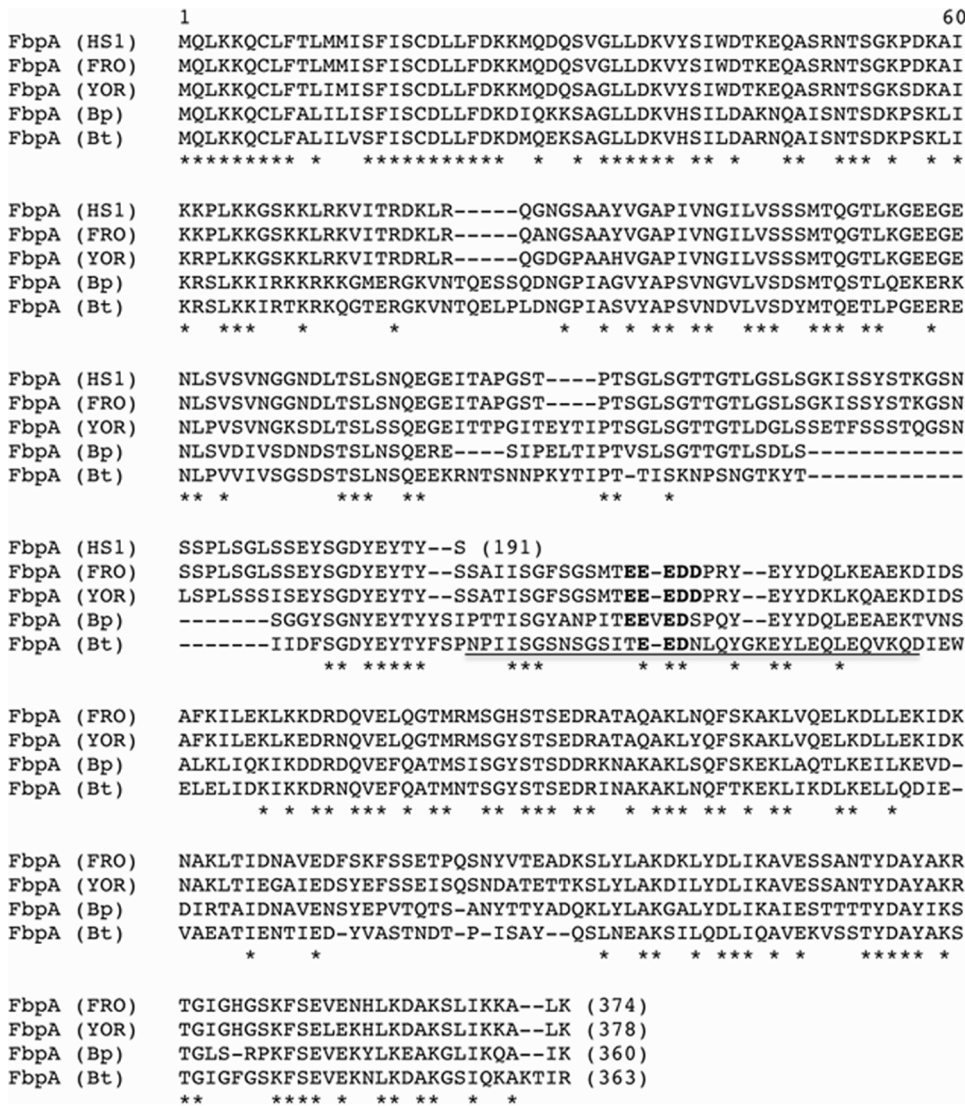 1 60
FbpA (HS1) MQLKKQCLFTLMMISFISCDLLFDKKMQDQSVGLLDKVYSIWDTKEQASRNTSGKPDKAI
FbpA (FRO) MQLKKQCLFTLMMISFISCDLLFDKKMQDQSVGLLDKVYSIWDTKEQASRNTSGKPDKAI
FbpA (YOR) MQLKKQCLFTLIMISFISCDLLFDKKMQDQSAGLLDKVYSIWDTKEQASRNTSGKSDKAI
FbpA (Bp) MQLKKQCLFALILILVSFISCDLLFDKDIQKKSAGLLDKVHSILDAKNQAISNTSDKPSKLI
FbpA (Bt) MQLKKQCLFALILVSFISCDLLFDKDMQEKSAGLLDKVHSILDARNQAISNTSDKPSKLI
********* * *********** * * ****** ** * ** *** * * *
FbpA (HS1) KKPLKKGSKKLRKVITRDKLR-----QGNGSAAYVGAPIVNGILVSSSMTQGTLKGEEGE
FbpA (FRO) KKPLKKGSKKLRKVITRDKLR-----QANGSAAYVGAPIVNGILVSSSMTQGTLKGEEGE
FbpA (YOR) KRPLKKGSKKLRKVITRDRLR-----QGDGPAAHVGAPIVNGILVSSSMTQGTLKGEEGE
FbpA (Bp) KRSLKKIRKKRKKGMERGKVNTQESSQDNGPIAGVYAPSVNGVLVSDSMTQSTLQEKERK
FbpA (Bt) KRSLKKIRTKRKQGTERGKVNTQELPLDNGPIASVYAPSVNDVLVSDYMTQETLPGEERE
* *** * * * * ** ** *** *** ** *
FbpA (HS1) NLSVSVNGGNDLTSLSNQEGEITAPGST----PTSGLSGTTGTLGSLSGKISSYSTKGSN
FbpA (FRO) NLSVSVNGGNDLTSLSNQEGEITAPGST----PTSGLSGTTGTLGSLSGKISSYSTKGSN
FbpA (YOR) NLPVSVNGKSDLTSLSSQEGEITTPGITEYTIPTSGLSGTTGTLDGLSSETFSSSTQGSN
FbpA (Bp) NLSVDIVSDNDSTSLNSQERE----SIPELTIPTVSLSGTTGTLSDLS------------
FbpA (Bt) NLPVVIVSGSDSTSLNSQEEKRNTSNNPKYTIPT-TISKNPSNGTKYT------------
** * *** ** ** *
FbpA (HS1) SSPLSGLSSEYSGDYEYTY--S (191)
FbpA (FRO) SSPLSGLSSEYSGDYEYTY--SSAIISGFSGSMTEE-EDDPRY--EYYDQLKEAEKDIDS
FbpA (YOR) LSPLSSSISEYSGDYEYTY--SSATISGFSGSMTEE-EDDPRY--EYYDKLKQAEKDIDS
FbpA (Bp) -------SGGYSGNYEYTYYSIPTTISGYANPITEEVEDSPQY--EYYDQLEEAEKTVNS
FbpA (Bt) -------IIDFSGDYEYTYFSPNPIISGSNSGSITE-EDNLQYGKEYLEQLEQVKQDIEW
** ***** *** * ** * ** *
FbpA (FRO) AFKILEKLKKDRDQVELQGTMRMSGHSTSEDRATAQAKLNQFSKAKLVQELKDLLEKIDK
FbpA (YOR) AFKILEKLKEDRNQVELQGTMRMSGYSTSEDRATAQAKLYQFSKAKLVQELKDLLEKIDK
FbpA (Bp) ALKLIQKIKDDRDQVEFQATMSISGYSTSDDRKNAKAKLSQFSKEKLAQTLKEILKEVD-
FbpA (Bt) ELELIDKIKKDRNQVEFQATMNTSGYSTSEDRINAKAKLNQFTKEKLIKDLKELLQDIE-
* * ** *** * ** ** *** ** * *** ** * ** ** *
FbpA (FRO) NAKLTIDNAVEDFSKFSSETPQSNYVTEADKSLYLAKDKLYDLIKAVESSANTYDAYAKR
FbpA (YOR) NAKLTIEGAIEDSYEFSSEISQSNDATETTKSLYLAKDILYDLIKAVESSANTYDAYAKR
FbpA (Bp) DIRTAIDNAVENSYEPVTQTS-ANYTTYADQKLYLAKGALYDLIKAIESTTTTYDAYIKS
FbpA (Bt) VAEATIENTIED-YVASTNDT-P-ISAY--QSLNEAKSILQDLIQAVEKVSSTYDAYAKS
* * * ** * *** * * ***** *
FbpA (FRO) TGIGHGSKFSEVENHLKDAKSLIKKA--LK (374)
FbpA (YOR) TGIGHGSKFSELEKHLKDAKSLIKKA--LK (378)
FbpA (Bp) TGLS-RPKFSEVEKYLKEAKGLIKQA--IK (360)
FbpA (Bt) TGIGFGSKFSEVEKNLKDAKGSIQKAKTIR (363)
** **** * ** ** * *